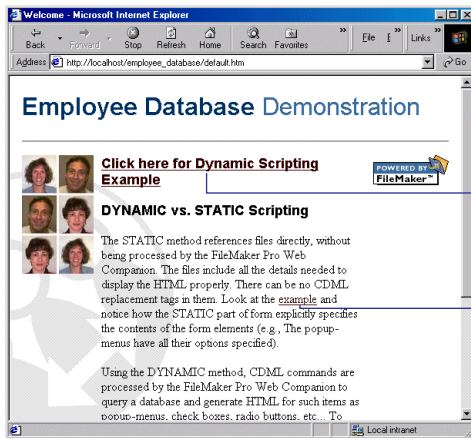 Welcome - Microsoft Internet Explorer
Back Forward Stop Refresh Home Search Favorites » File E » Links »
Address http://localhost/employee_database/default.htm Go
Employee Database Demonstration
Click here for Dynamic Scripting
Example
POWERED BY
FileMaker™
DYNAMIC vs. STATIC Scripting
The STATIC method references files directly, without
being processed by the FileMaker Pro Web
Companion. The files include all the details needed to
display the HTML properly. There can be no CDML
replacement tags in them. Look at the example and
notice how the STATIC part of form explicitly specifies
the contents of the form elements (e.g., The popup-
menus have all their options specified).
Using the DYNAMIC method, CDML commands are
processed by the FileMaker Pro Web Companion to
query a database and generate HTML for such items as
popup-menus, check boxes, radio buttons, etc... To
Local intranet